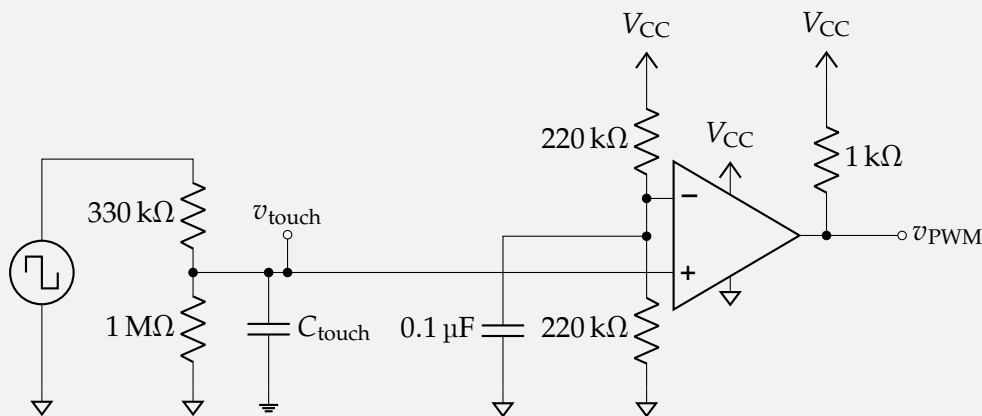 V_CC
V_CC
220 kΩ
V_CC
1 kΩ
330 kΩ
v_touch
−
v_PWM
+
1 MΩ
C_touch
0.1 µF
220 kΩ